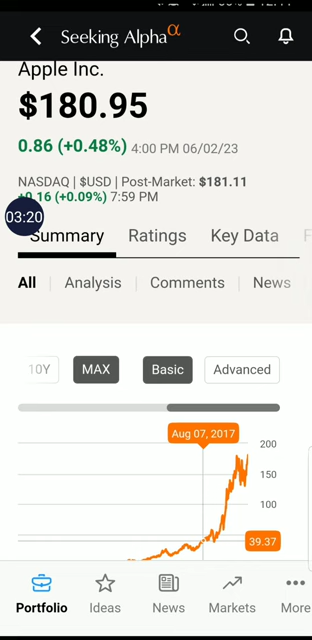 Seeking Alpha α
Apple Inc.
$180.95
0.86 (+0.48%) 4:00 PM 06/02/23
NASDAQ | $USD | Post-Market: $181.11
+0.16 (+0.09%) 7:59 PM
03:20
Summary Ratings Key Data
All Analysis Comments News
10Y MAX Basic Advanced
Aug 07, 2017
200
150
100
39.37
Portfolio Ideas News Markets More